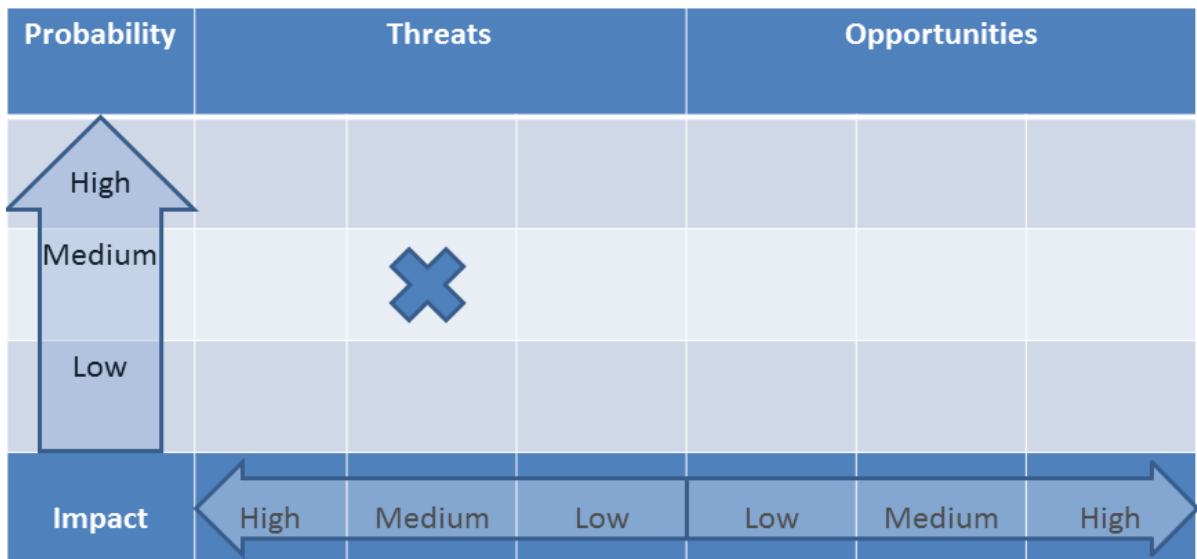 Probability Threats Opportunities
High
Medium
Low
Impact High Medium Low Low Medium High